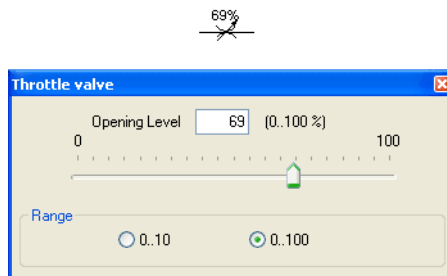 69%
Throttle valve
Opening Level 69 (0..100 %)
0 100
Range
0..10 0..100